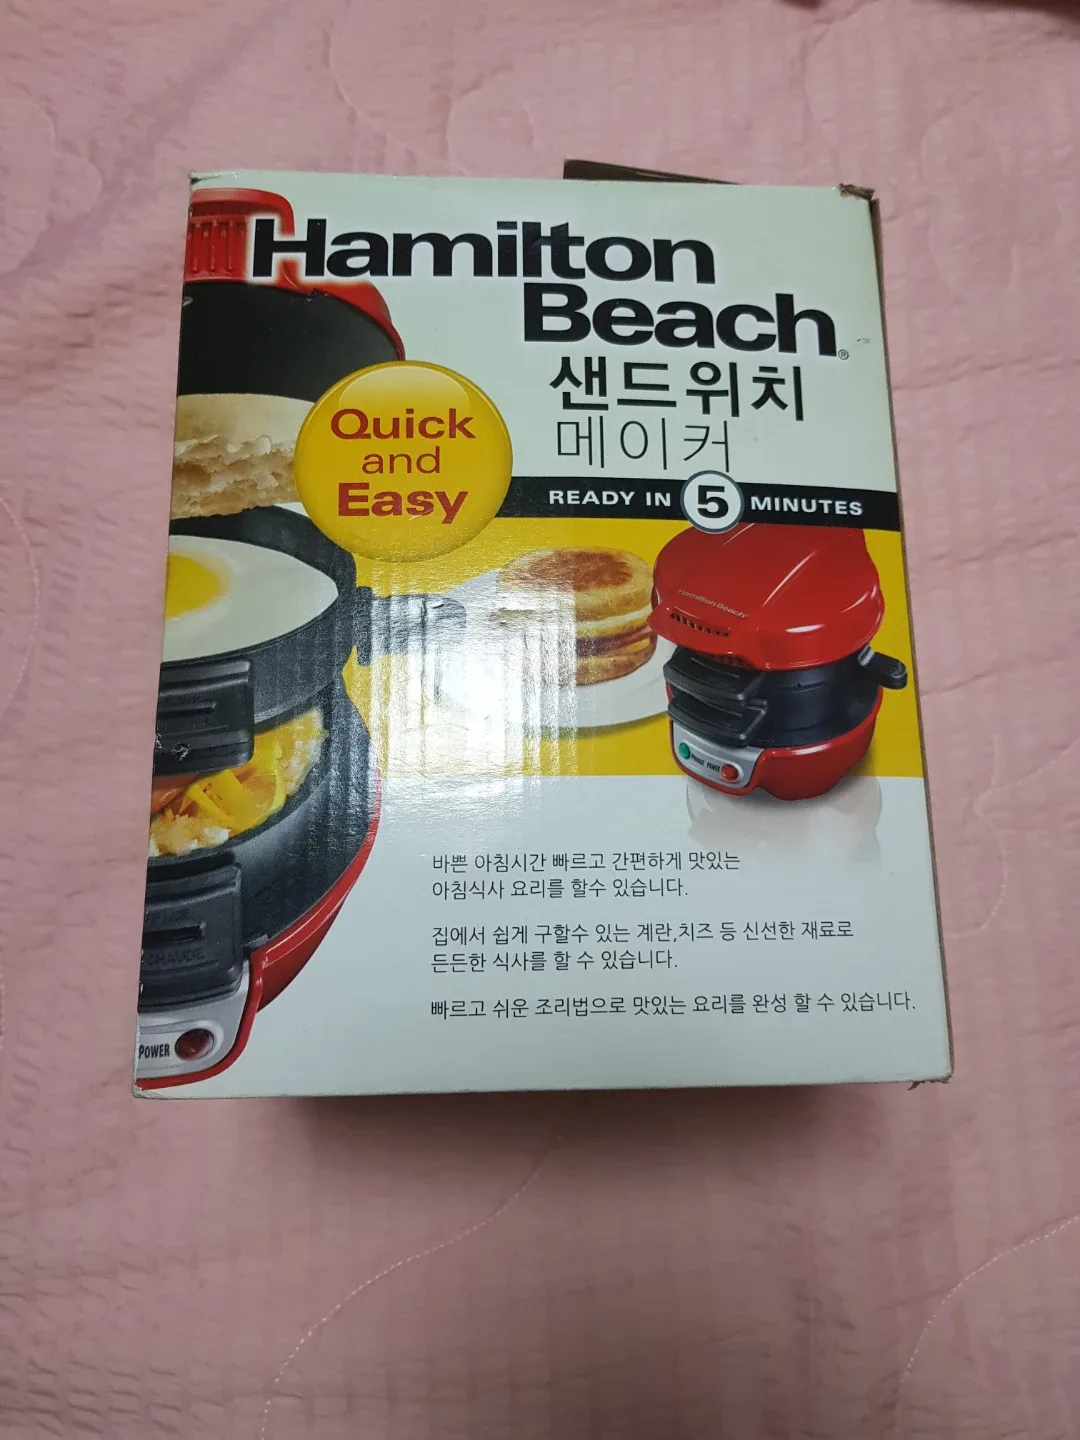 Hamilton
Beach®
샌드위치
메이커
Quick
and
Easy
READY IN 5 MINUTES
Hamilton Beach
POWER
바쁜 아침시간 빠르고 간편하게 맛있는
아침식사 요리를 할수 있습니다.
집에서 쉽게 구할수 있는 계란,치즈 등 신선한 재료로
든든한 식사를 할 수 있습니다.
빠르고 쉬운 조리법으로 맛있는 요리를 완성 할 수 있습니다.
POWER